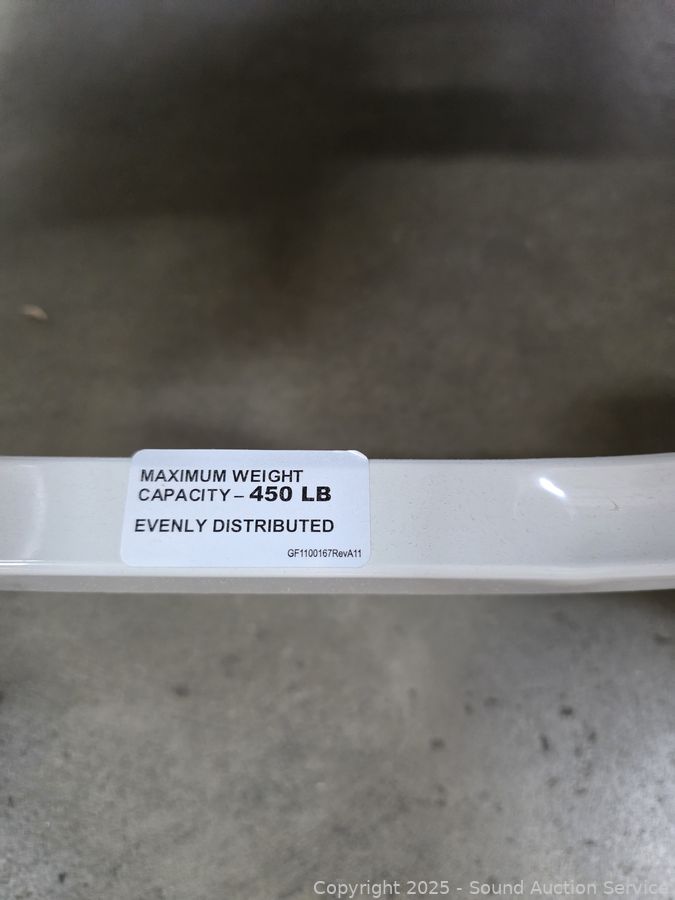 MAXIMUM WEIGHT
CAPACITY – 450 LB
EVENLY DISTRIBUTED
GF1100167RevA11
Copyright 2025 - Sound Auction Service